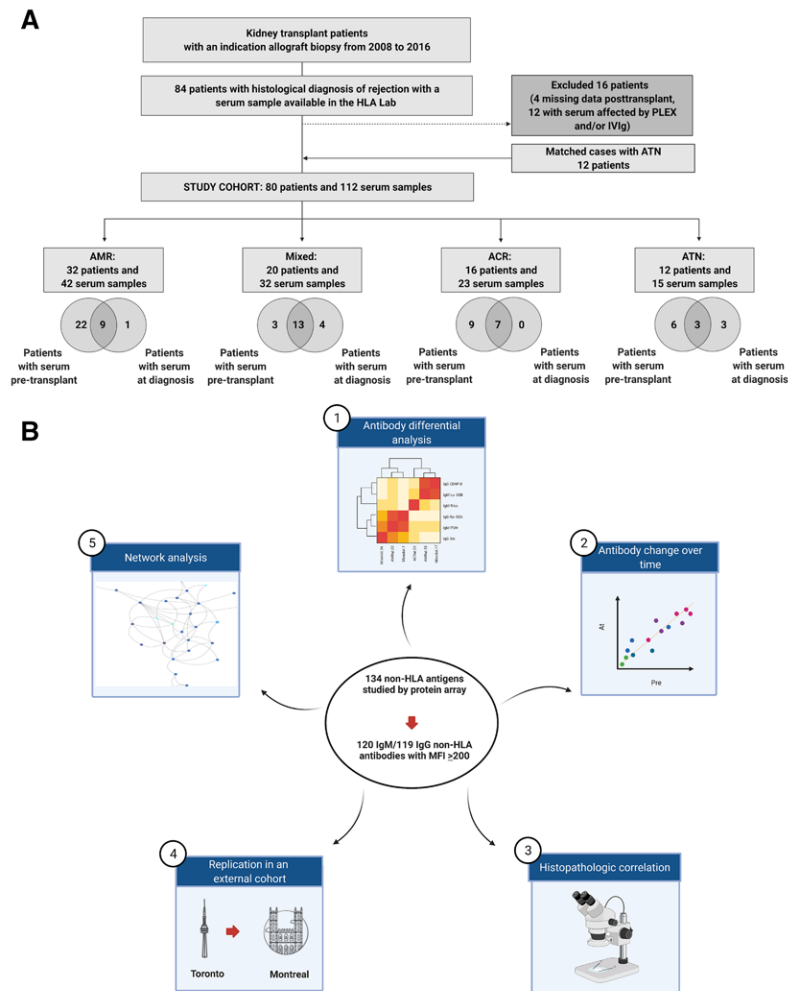 A
Kidney transplant patients
with an indication allograft biopsy from 2008 to 2016
84 patients with histological diagnosis of rejection with a
serum sample available in the HLA Lab
Excluded 16 patients
(4 missing data posttransplant,
12 with serum affected by PLEX
and/or IVIg)
Matched cases with ATN
12 patients
STUDY COHORT: 80 patients and 112 serum samples
AMR:
32 patients and
42 serum samples
22 9 1
Patients
with serum
pre-transplant
Patients
with serum
at diagnosis
Mixed:
20 patients and
32 serum samples
3 13 4
Patients
with serum
pre-transplant
Patients
with serum
at diagnosis
ACR:
16 patients and
23 serum samples
9 7 0
Patients
with serum
pre-transplant
Patients
with serum
at diagnosis
ATN:
12 patients and
15 serum samples
6 3 3
Patients
with serum
pre-transplant
Patients
with serum
at diagnosis
B
1
Antibody differential
analysis
2
Antibody change over
time
At
Pre
5
Network analysis
134 non-HLA antigens
studied by protein array
120 IgM/119 IgG non-HLA
antibodies with MFI ≥200
4
Replication in an
external cohort
Toronto
Montreal
3
Histopathologic correlation